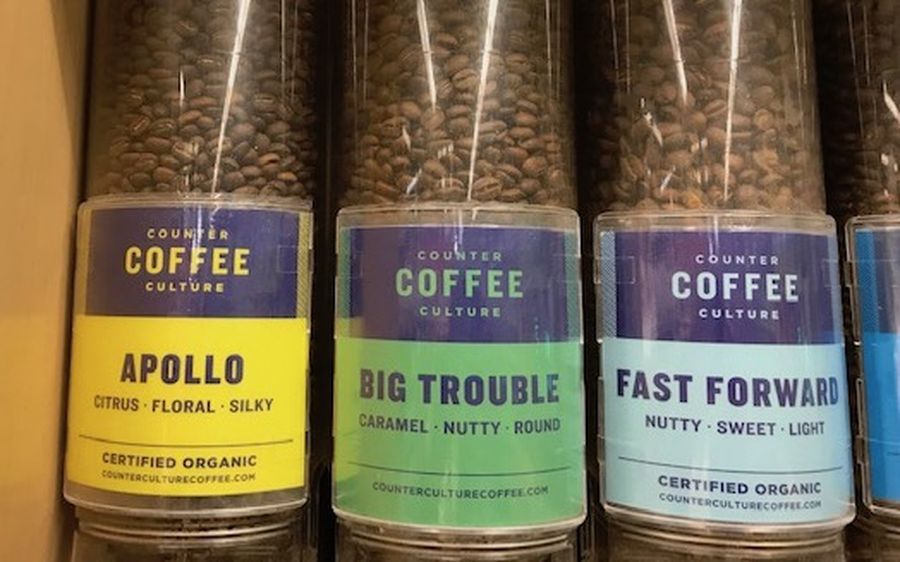 COUNTER
COFFEE
CULTURE
APOLLO
CITRUS · FLORAL · SILKY
CERTIFIED ORGANIC
COUNTERCULTURECOFFEE.COM
COUNTER
COFFEE
CULTURE
BIG TROUBLE
CARAMEL · NUTTY · ROUND
COUNTERCULTURECOFFEE.COM
COUNTER
COFFEE
CULTURE
FAST FORWARD
NUTTY · SWEET · LIGHT
CERTIFIED ORGANIC
COUNTERCULTURECOFFEE.COM